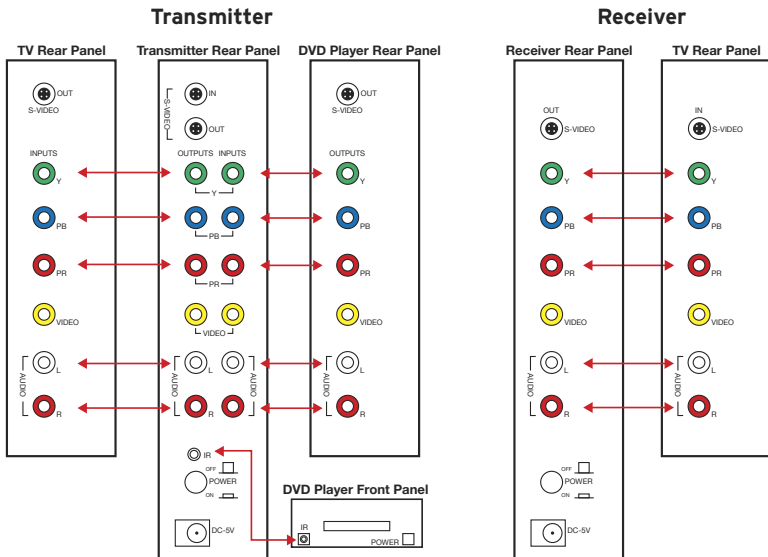 Transmitter
Receiver
TV Rear Panel
Transmitter Rear Panel
DVD Player Rear Panel
Receiver Rear Panel
TV Rear Panel
OUT
S-VIDEO
INPUTS
Y
PB
PR
VIDEO
L
AUDIO
R
S-VIDEO
IN
OUT
OUTPUTS INPUTS
Y
PB
PR
VIDEO
AUDIO
L
AUDIO
R
IR
OFF
POWER
ON
DC-5V
OUT
S-VIDEO
OUTPUTS
Y
PB
PR
VIDEO
L
AUDIO
R
DVD Player Front Panel
IR
POWER
OUT
S-VIDEO
Y
PB
PR
VIDEO
L
AUDIO
R
OFF
POWER
ON
DC-5V
IN
S-VIDEO
Y
PB
PR
VIDEO
L
AUDIO
R